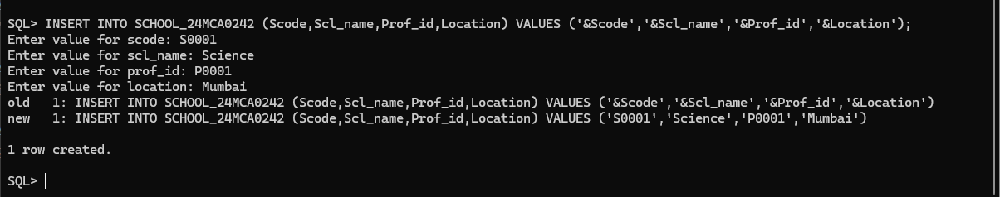 SQL> INSERT INTO SCHOOL_24MCA0242 (Scode,Scl_name,Prof_id,Location) VALUES ('&Scode','&Scl_name','&Prof_id','&Location');
Enter value for scode: S0001
Enter value for scl_name: Science
Enter value for prof_id: P0001
Enter value for location: Mumbai
old   1: INSERT INTO SCHOOL_24MCA0242 (Scode,Scl_name,Prof_id,Location) VALUES ('&Scode','&Scl_name','&Prof_id','&Location')
new   1: INSERT INTO SCHOOL_24MCA0242 (Scode,Scl_name,Prof_id,Location) VALUES ('S0001','Science','P0001','Mumbai')
1 row created.
SQL>